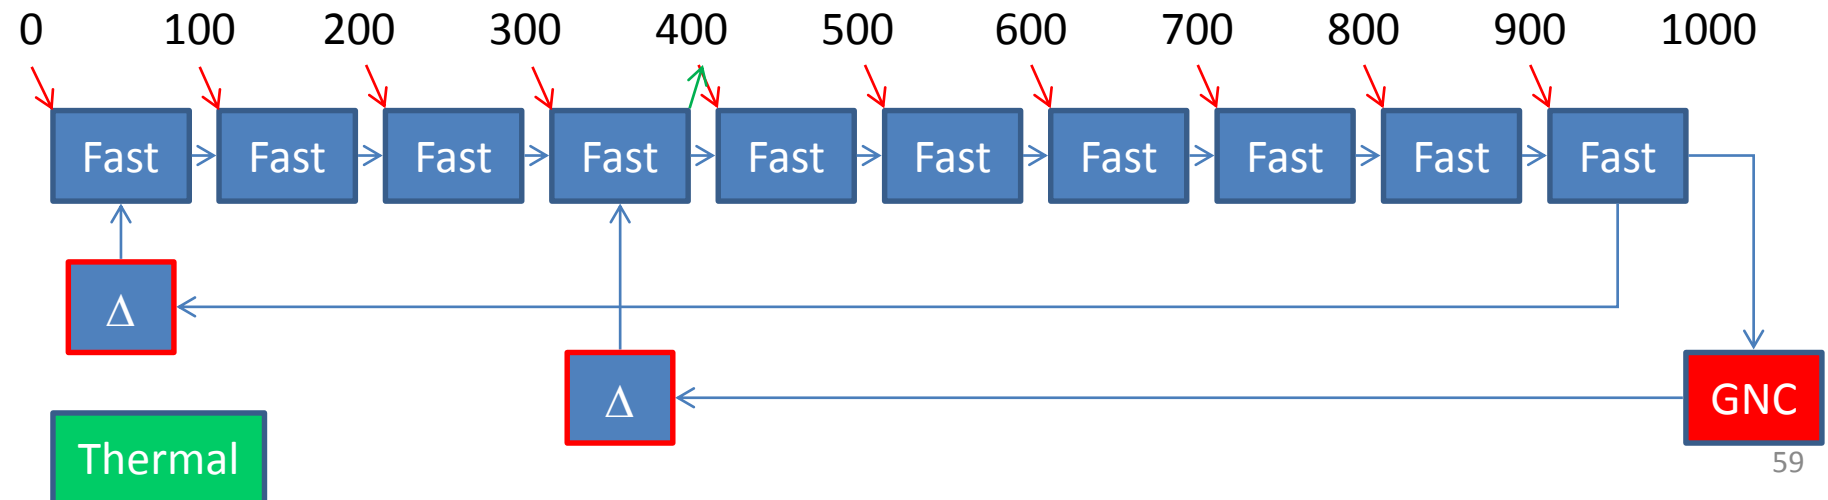 0 100 200 300 400 500 600 700 800 900 1000
Fast Fast Fast Fast Fast Fast Fast Fast Fast Fast
Δ
Δ
GNC
Thermal
59